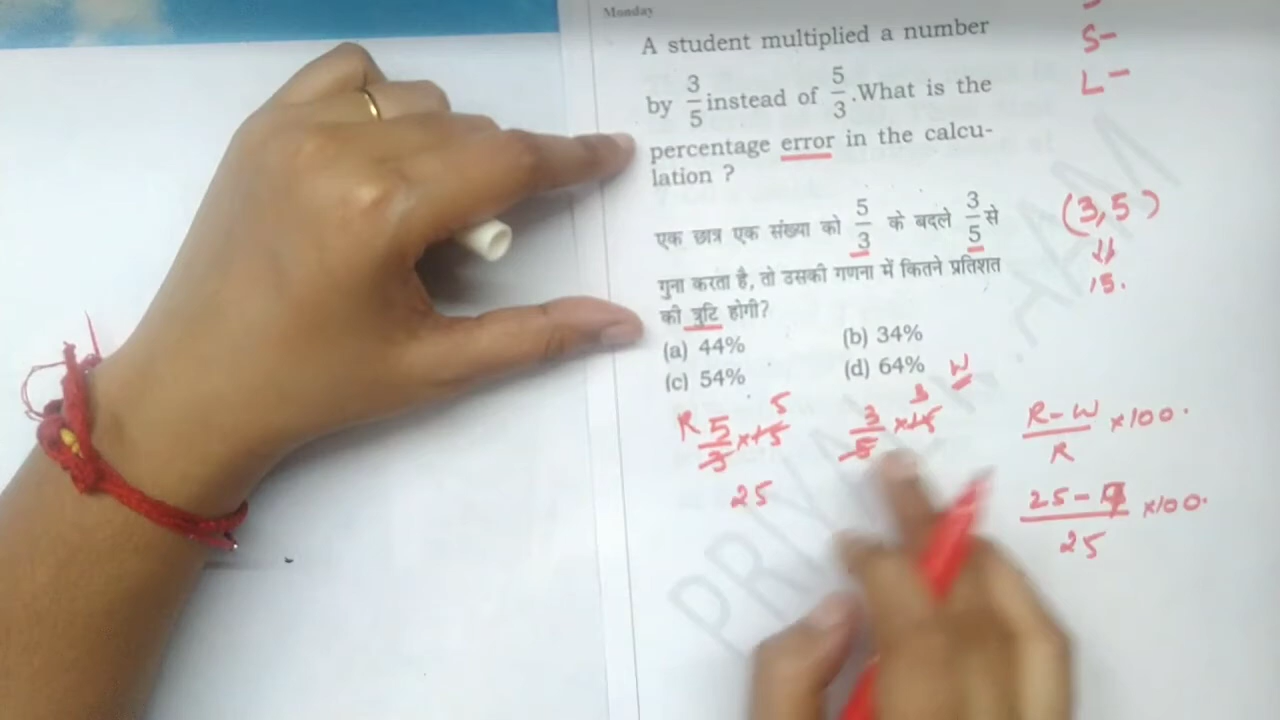 Monday
A student multiplied a number
by 3/5 instead of 5/3. What is the
percentage error in the calcu-
lation ?
एक छात्र एक संख्या को 5/3 के बदले 3/5 से
गुना करता है, तो उसकी गणना में कितने प्रतिशत
की त्रुटि होगी?
(a) 44% (b) 34%
(c) 54% (d) 64%
S-
L-
(3,5)
⇓
15.
R 5/3 × 15 5
25
3/5 × 15 3
W
R-W/R × 100.
25-9/25 × 100.